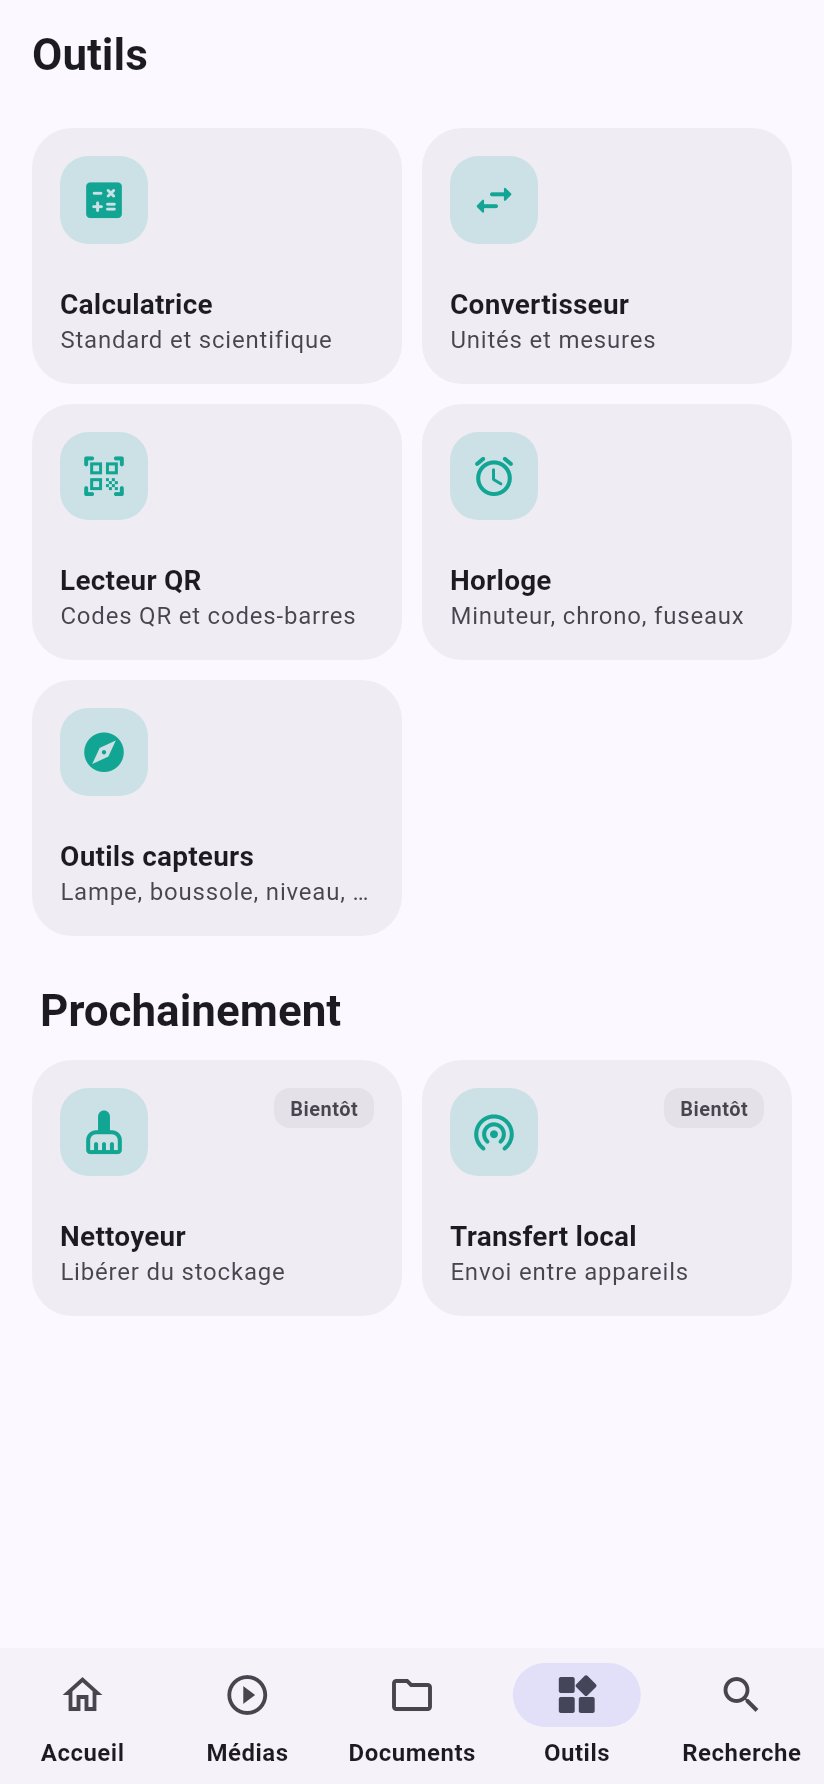 Outils
Calculatrice
Standard et scientifique
Convertisseur
Unités et mesures
Lecteur QR
Codes QR et codes-barres
Horloge
Minuteur, chrono, fuseaux
Outils capteurs
Lampe, boussole, niveau, …
Prochainement
Bientôt
Nettoyeur
Libérer du stockage
Bientôt
Transfert local
Envoi entre appareils
Accueil
Médias
Documents
Outils
Recherche